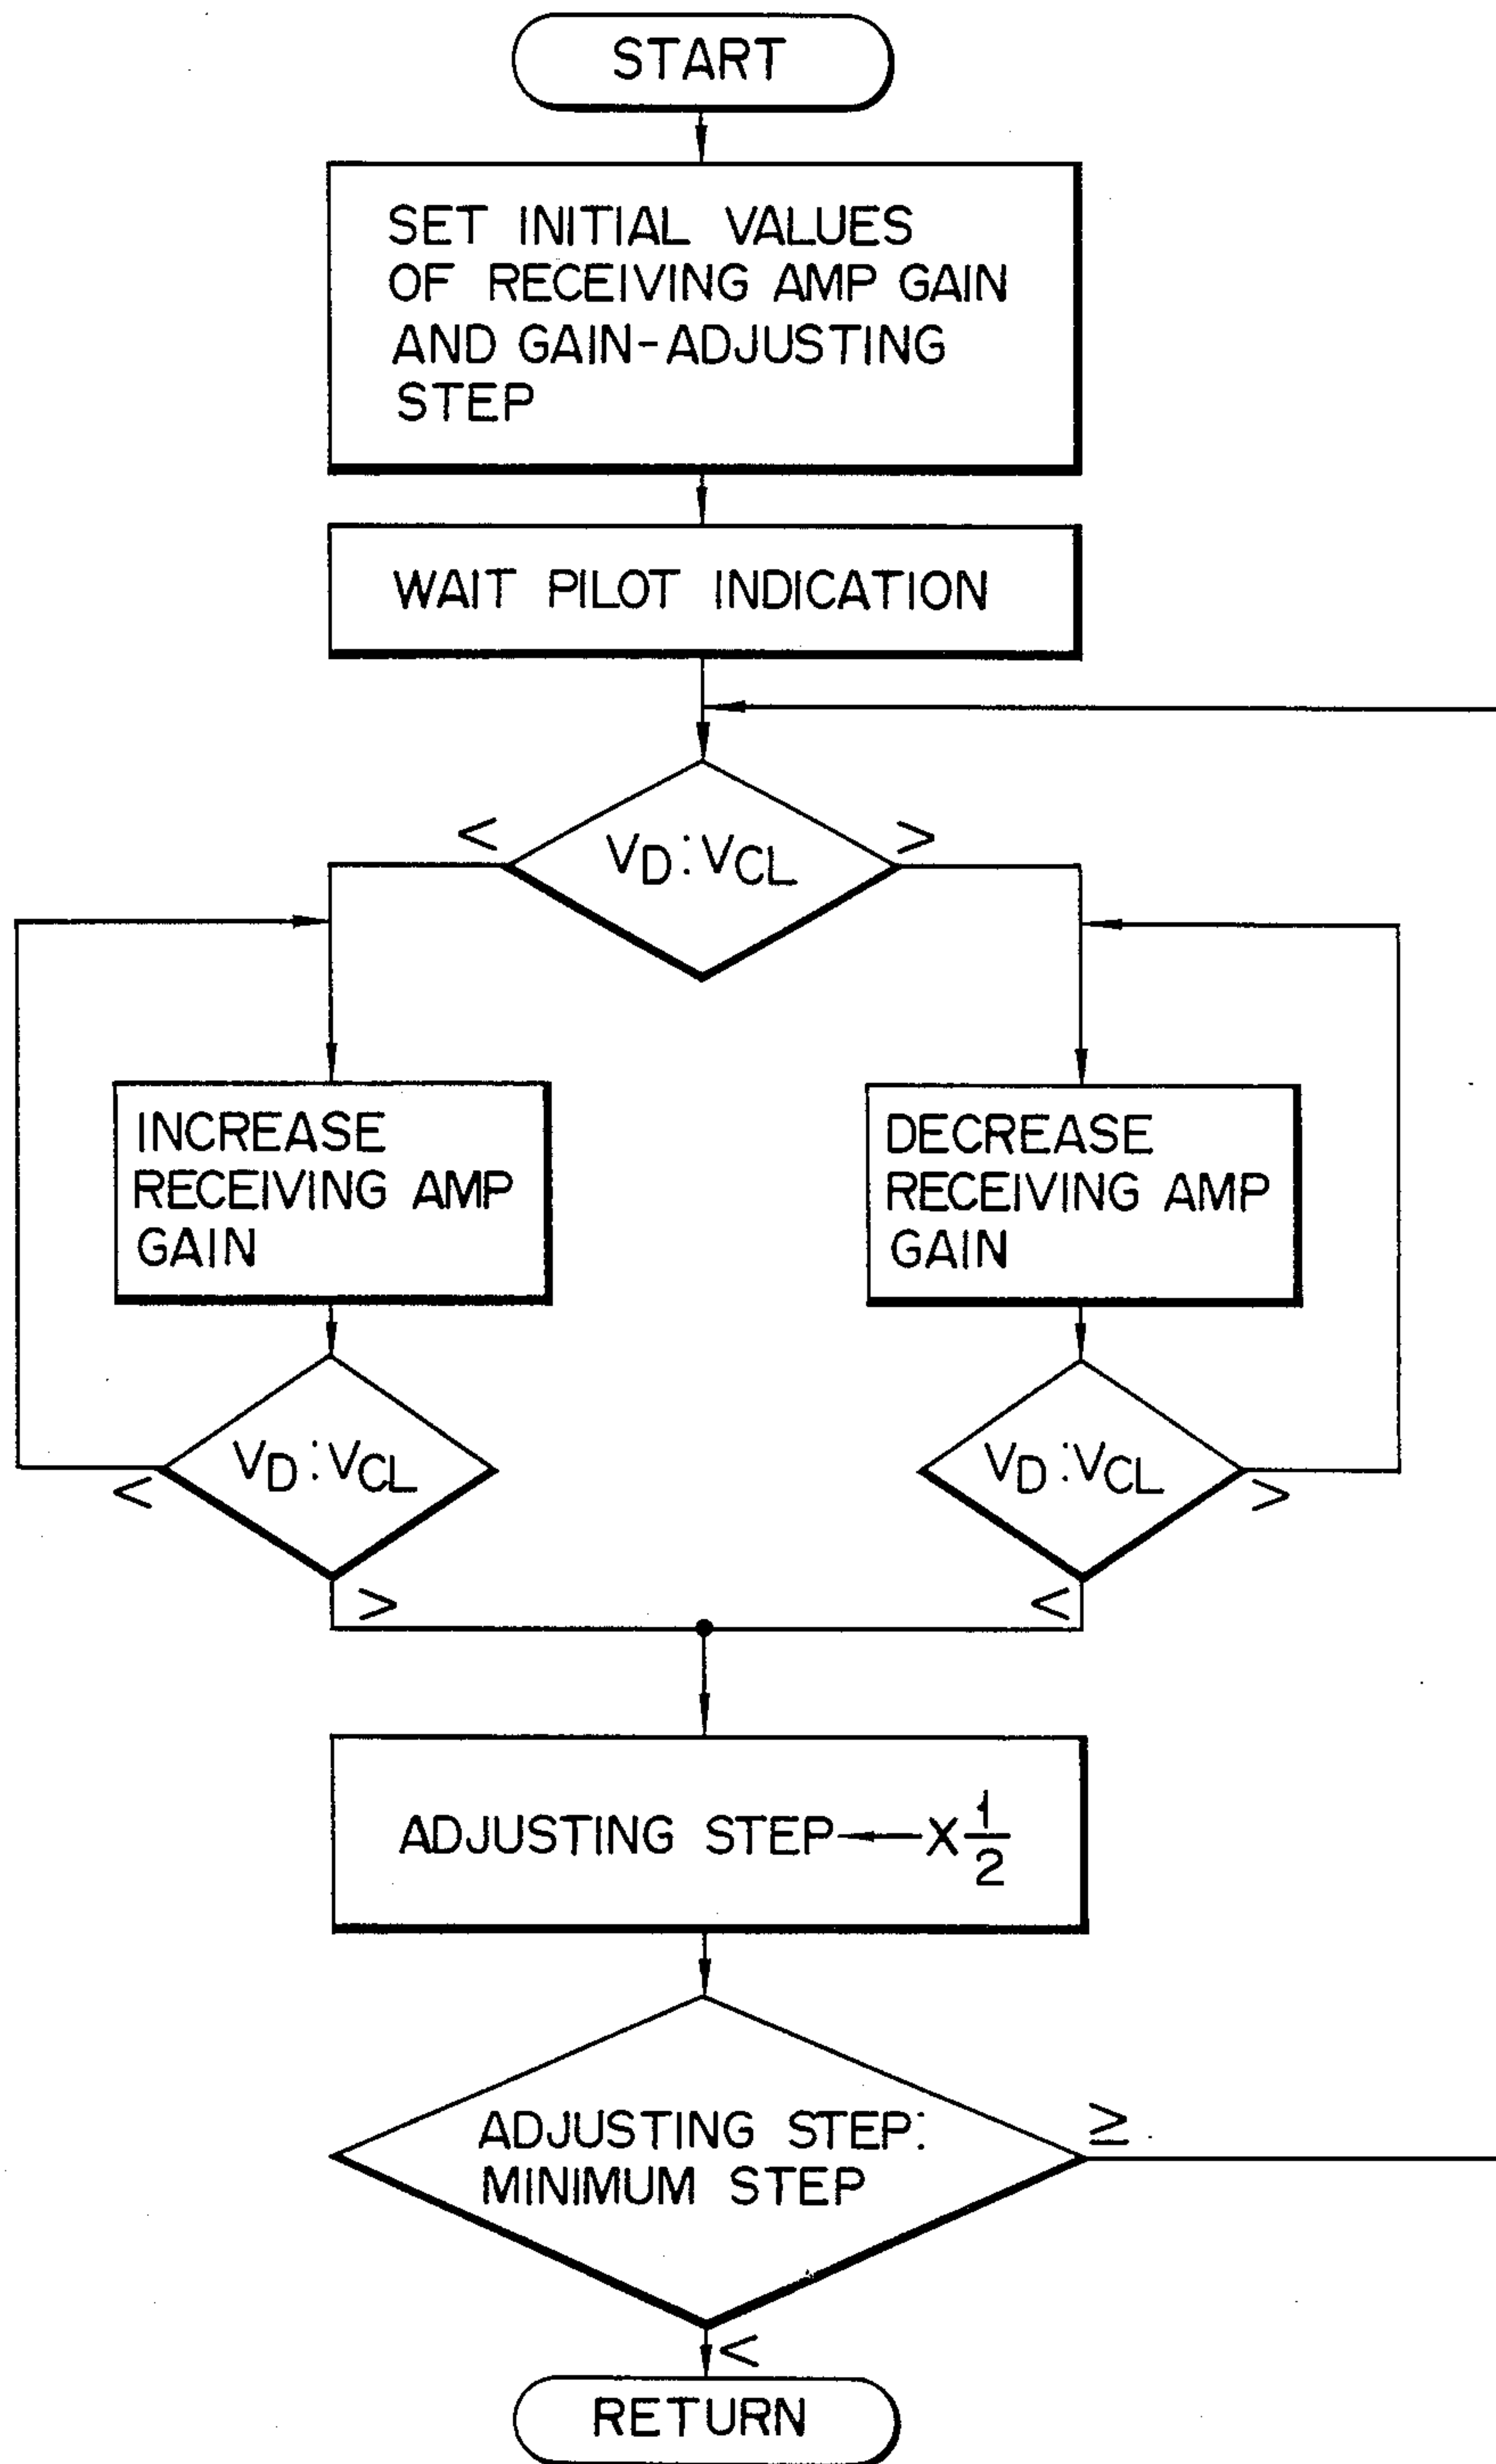 START
SET INITIAL VALUES
OF RECEIVING AMP GAIN
AND GAIN-ADJUSTING
STEP
WAIT PILOT INDICATION
< VD:VCL >
INCREASE
RECEIVING AMP
GAIN
DECREASE
RECEIVING AMP
GAIN
VD:VCL
<
>
VD:VCL
>
<
ADJUSTING STEP←×1/2
ADJUSTING STEP:
MINIMUM STEP
≥
<
RETURN